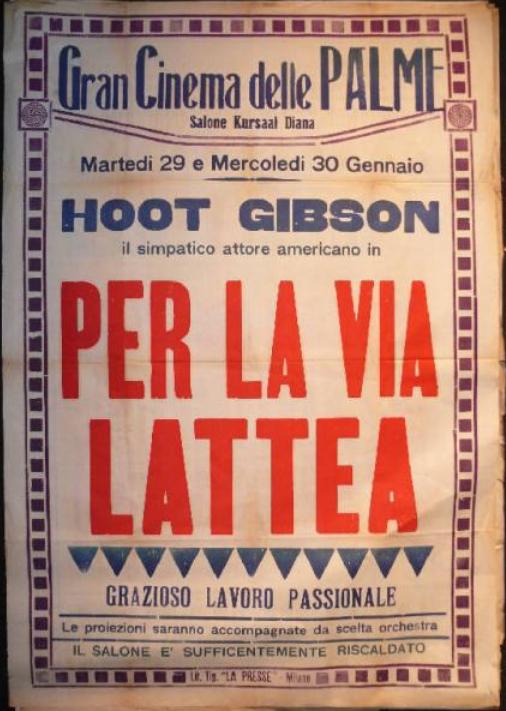 Gran Cinema delle PALME
Salone Kursaal Diana
Martedi 29 e Mercoledi 30 Gennaio
HOOT GIBSON
il simpatico attore americano in
PER LA VIA
LATTEA
GRAZIOSO LAVORO PASSIONALE
Le proiezioni saranno accompagnate da scelta orchestra
IL SALONE E' SUFFICENTEMENTE RISCALDATO
Lit. Tip. "LA PRESSE" - Milano